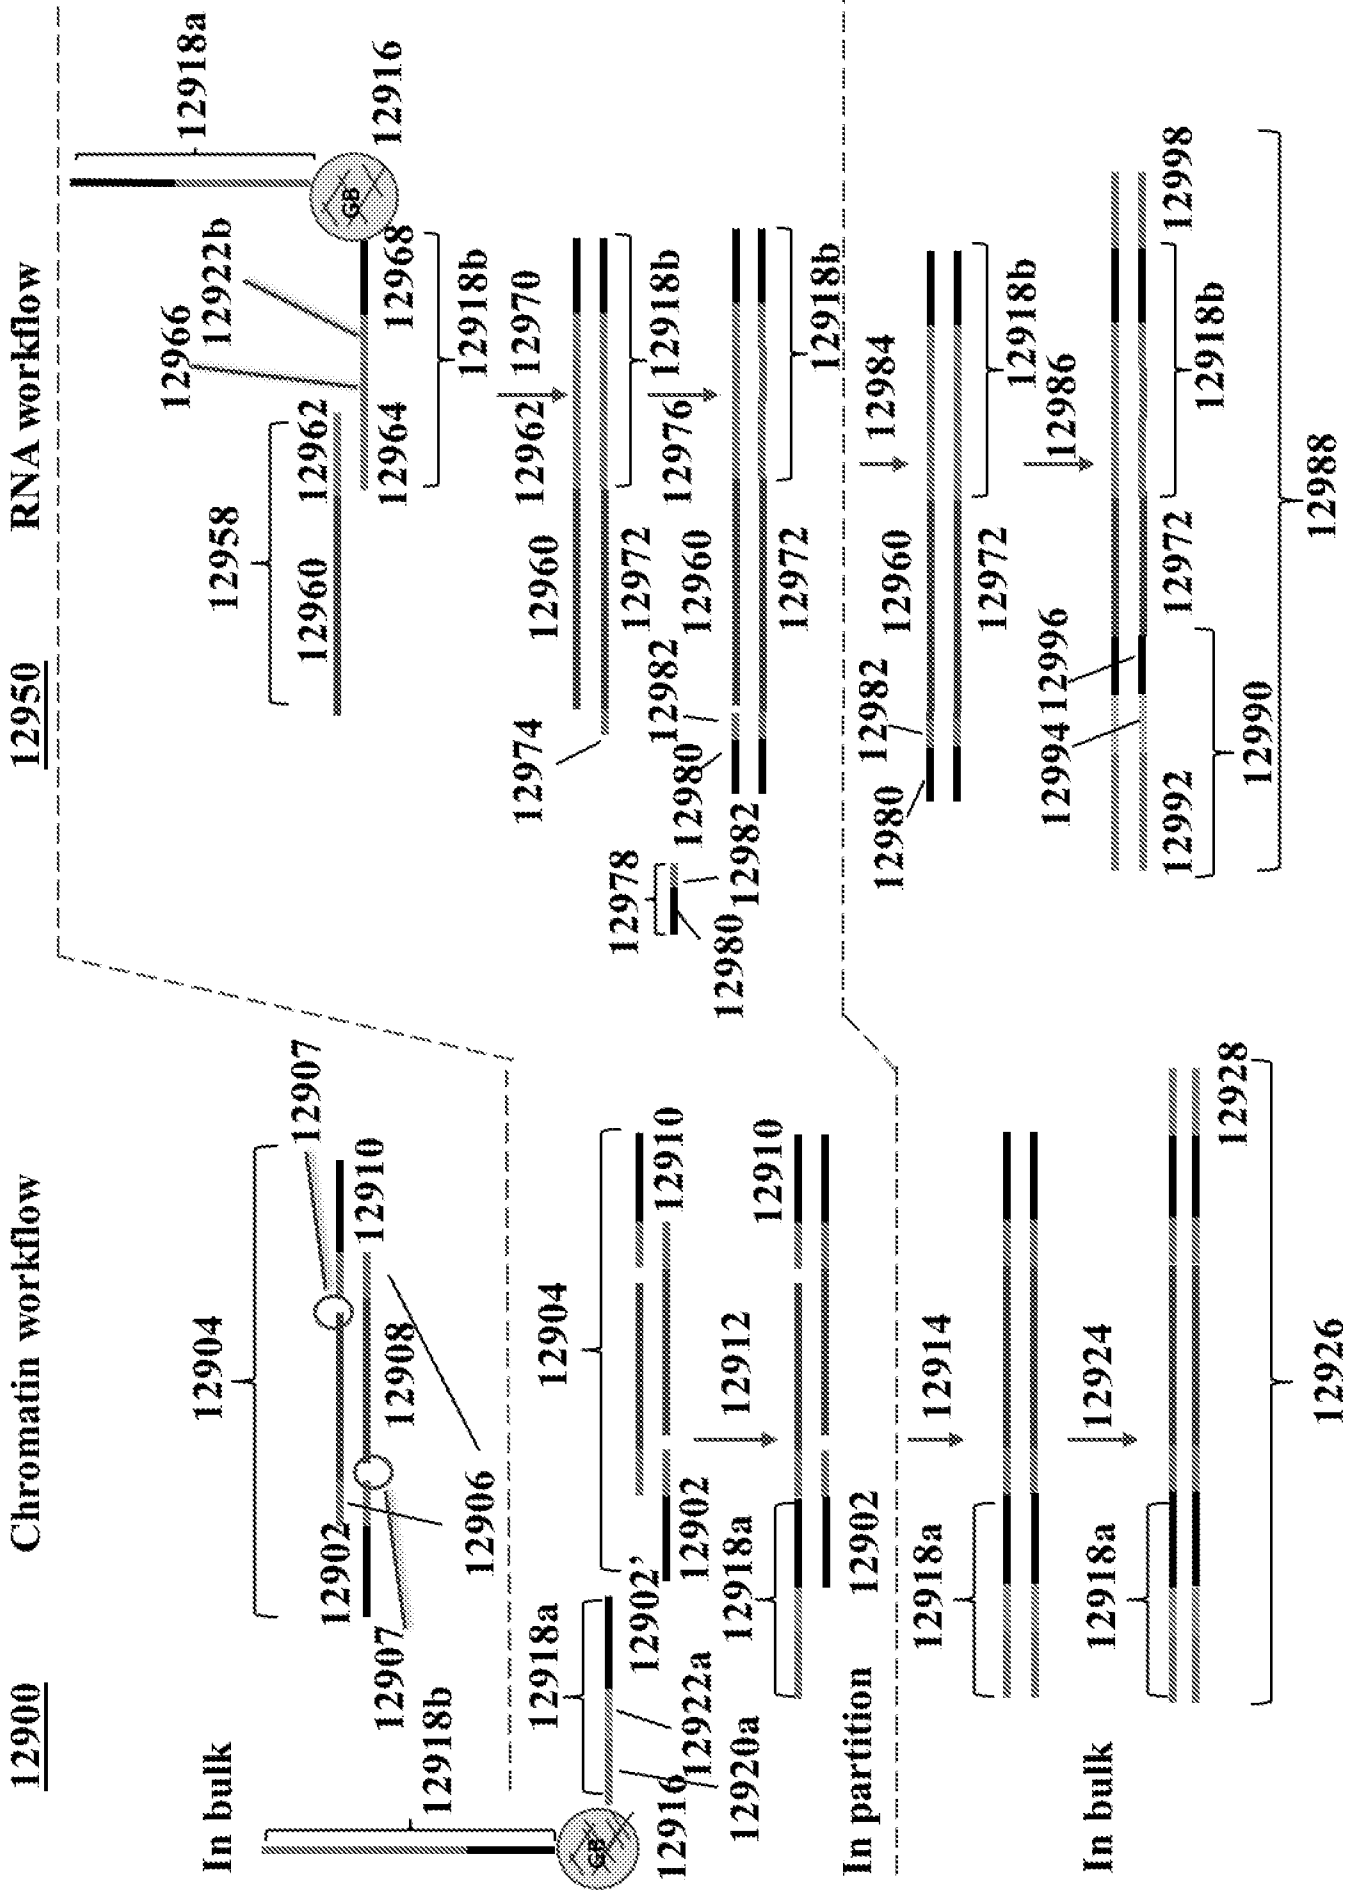 12900
Chromatin workflow
12950
RNA workflow
In bulk
12904
12907
12902
12910
12908
12907
12906
12918b
GB
12916
12918a
12904
12902'
12922a
12920a
12902
12910
12912
12918a
12910
12902
In partition
12914
12918a
In bulk
12924
12918a
12928
12926
12958
12966
12922b
12918a
12960
12962
GB
12916
12964
12968
12918b
12962
12970
12960
12974
12972
12918b
12976
12978
12982
12960
12980
12982
12980
12972
12918b
12984
12982
12960
12980
12972
12918b
12986
12994
12996
12992
12972
12998
12918b
12990
12988